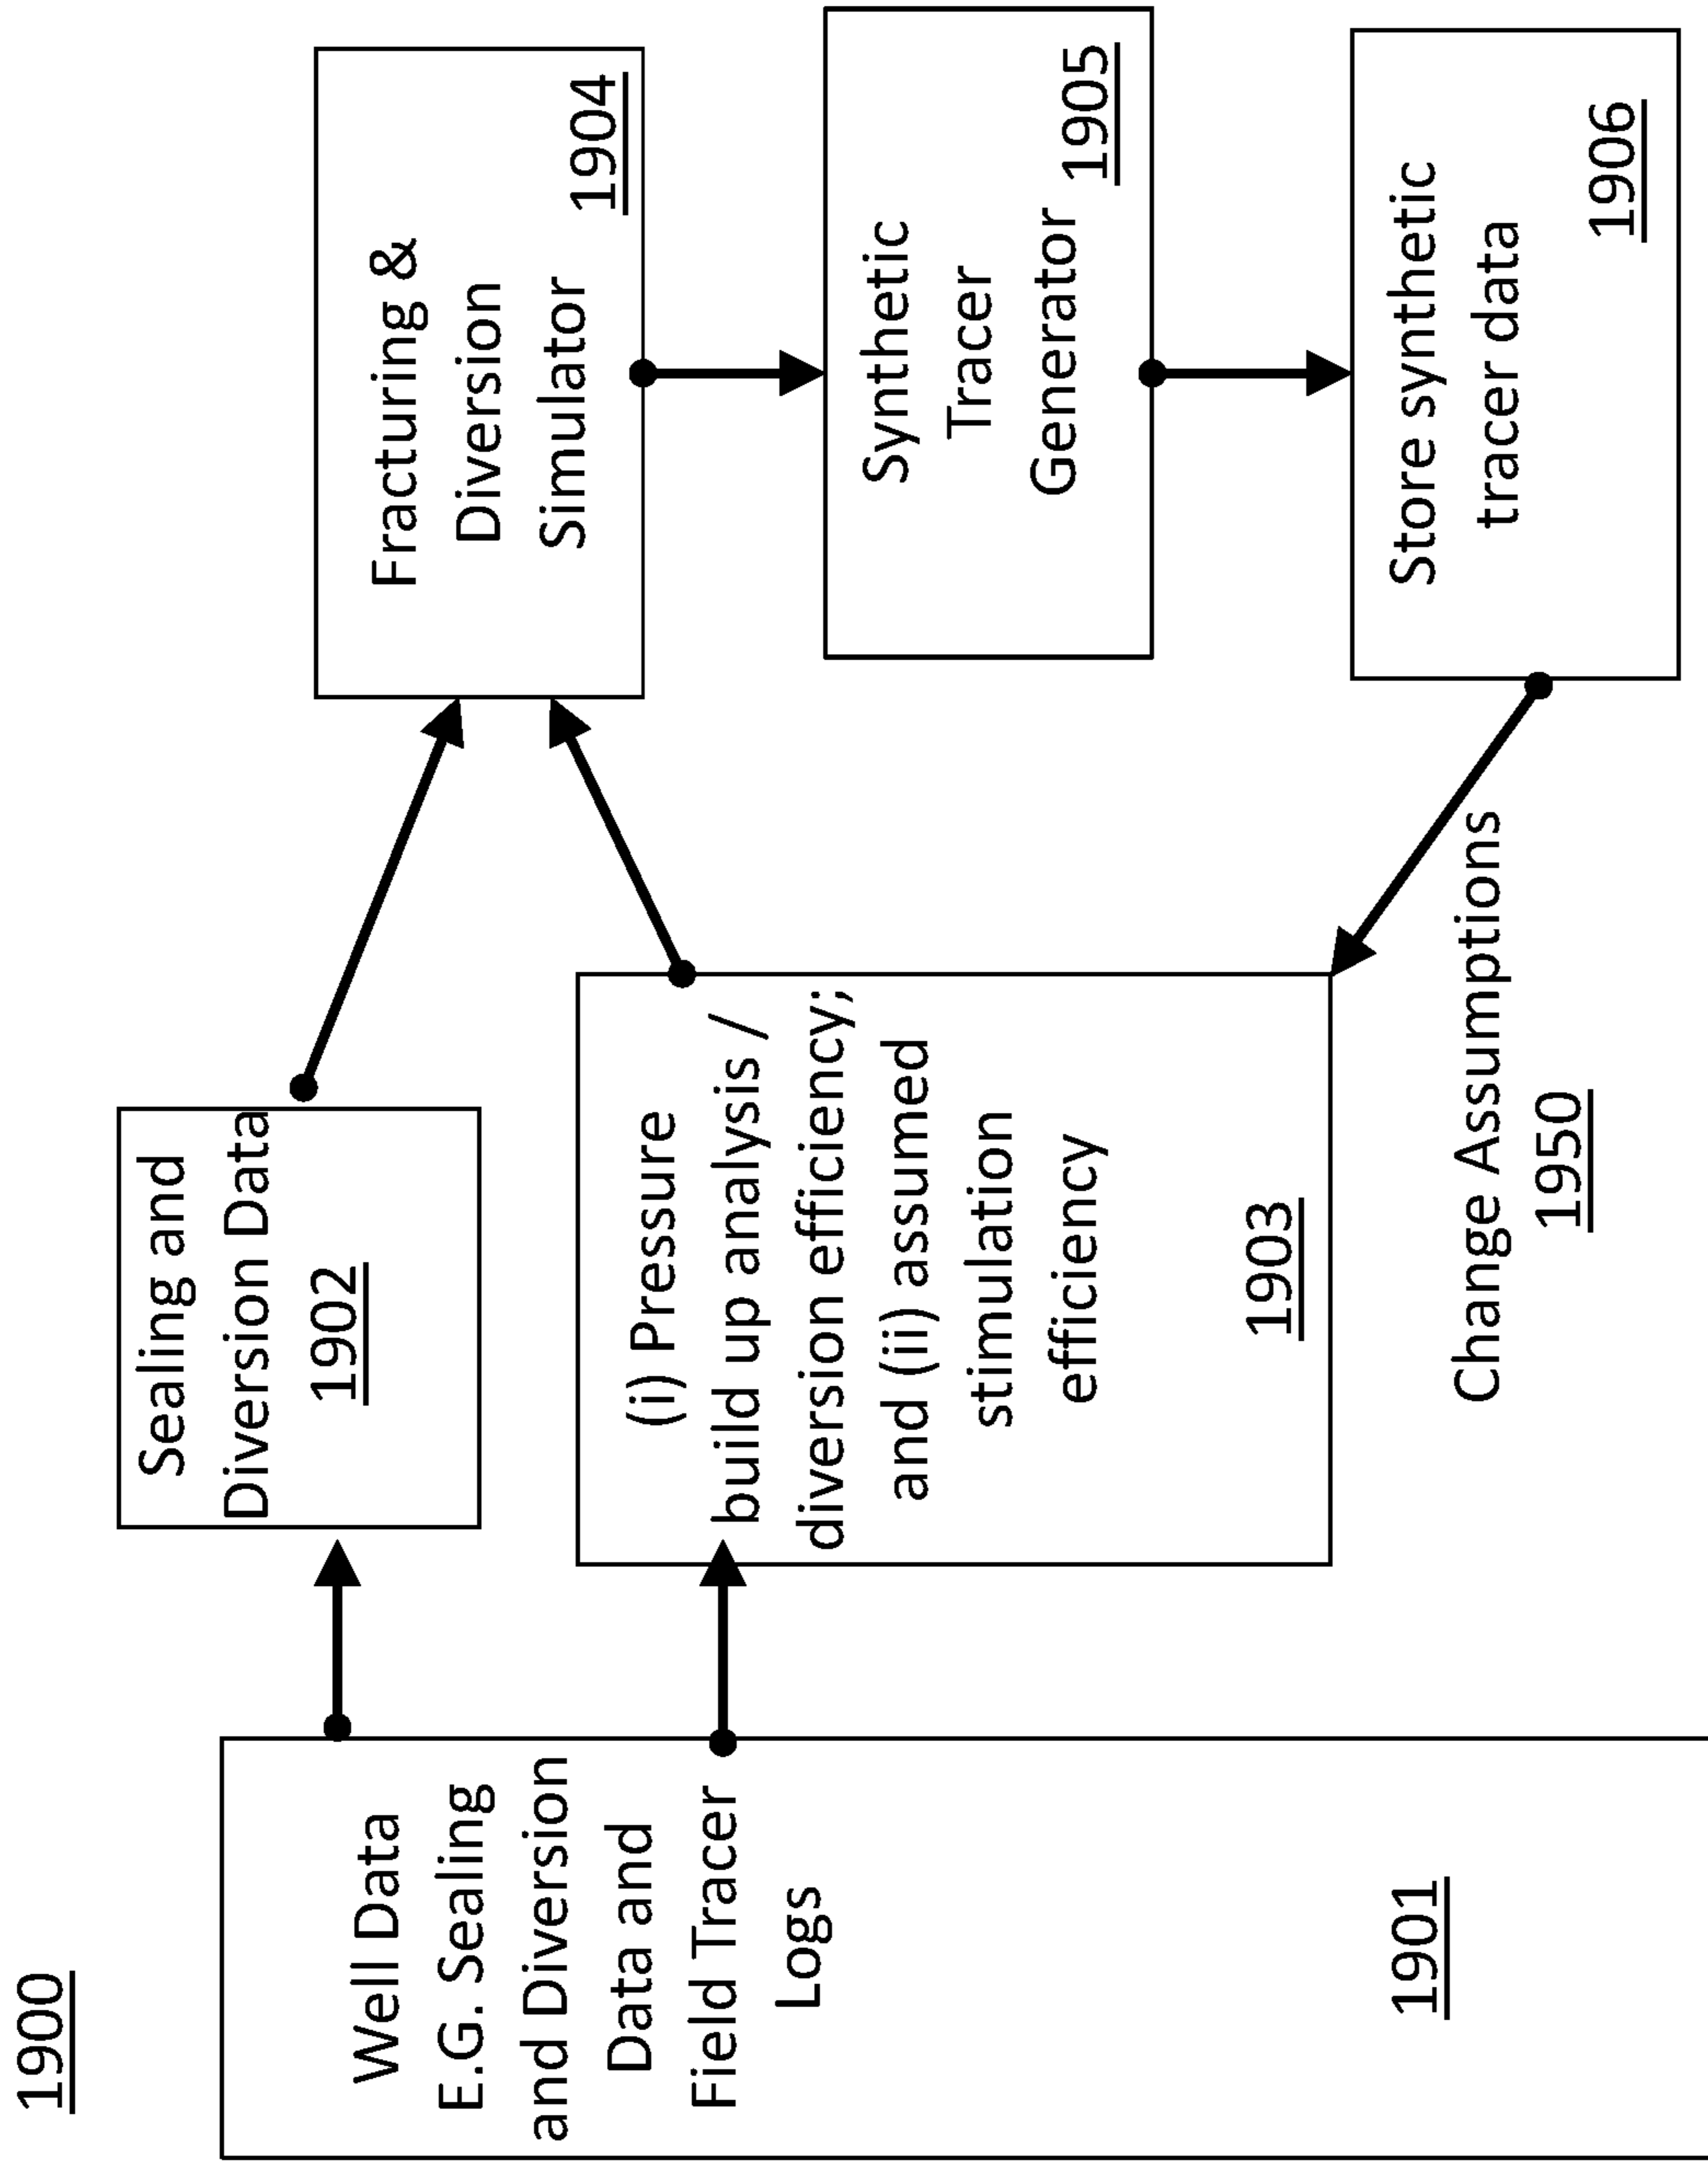 1900
Well Data
E.G. Sealing
and Diversion
Data and
Field Tracer
Logs
1901
Sealing and
Diversion Data
1902
(i) Pressure
build up analysis /
diversion efficiency;
and (ii) assumed
stimulation
efficiency
1903
Change Assumptions
1950
Fracturing &
Diversion
Simulator
1904
Synthetic
Tracer
Generator
1905
Store synthetic
tracer data
1906